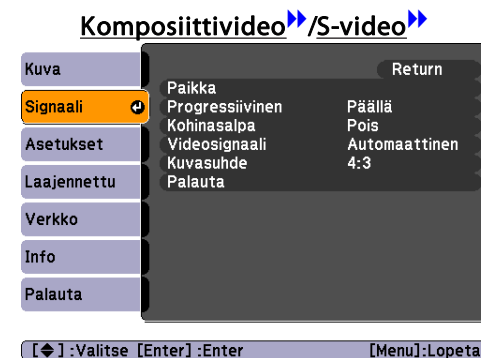 Komposiittivideo/S-video
Kuva
Signaali
Asetukset
Laajennettu
Verkko
Info
Palauta
Return
Paikka
Progressiivinen Päällä
Kohinasalpa Pois
Videosignaali Automaattinen
Kuvasuhde 4:3
Palauta
[◆] :Valitse [Enter] :Enter [Menu]:Lopeta